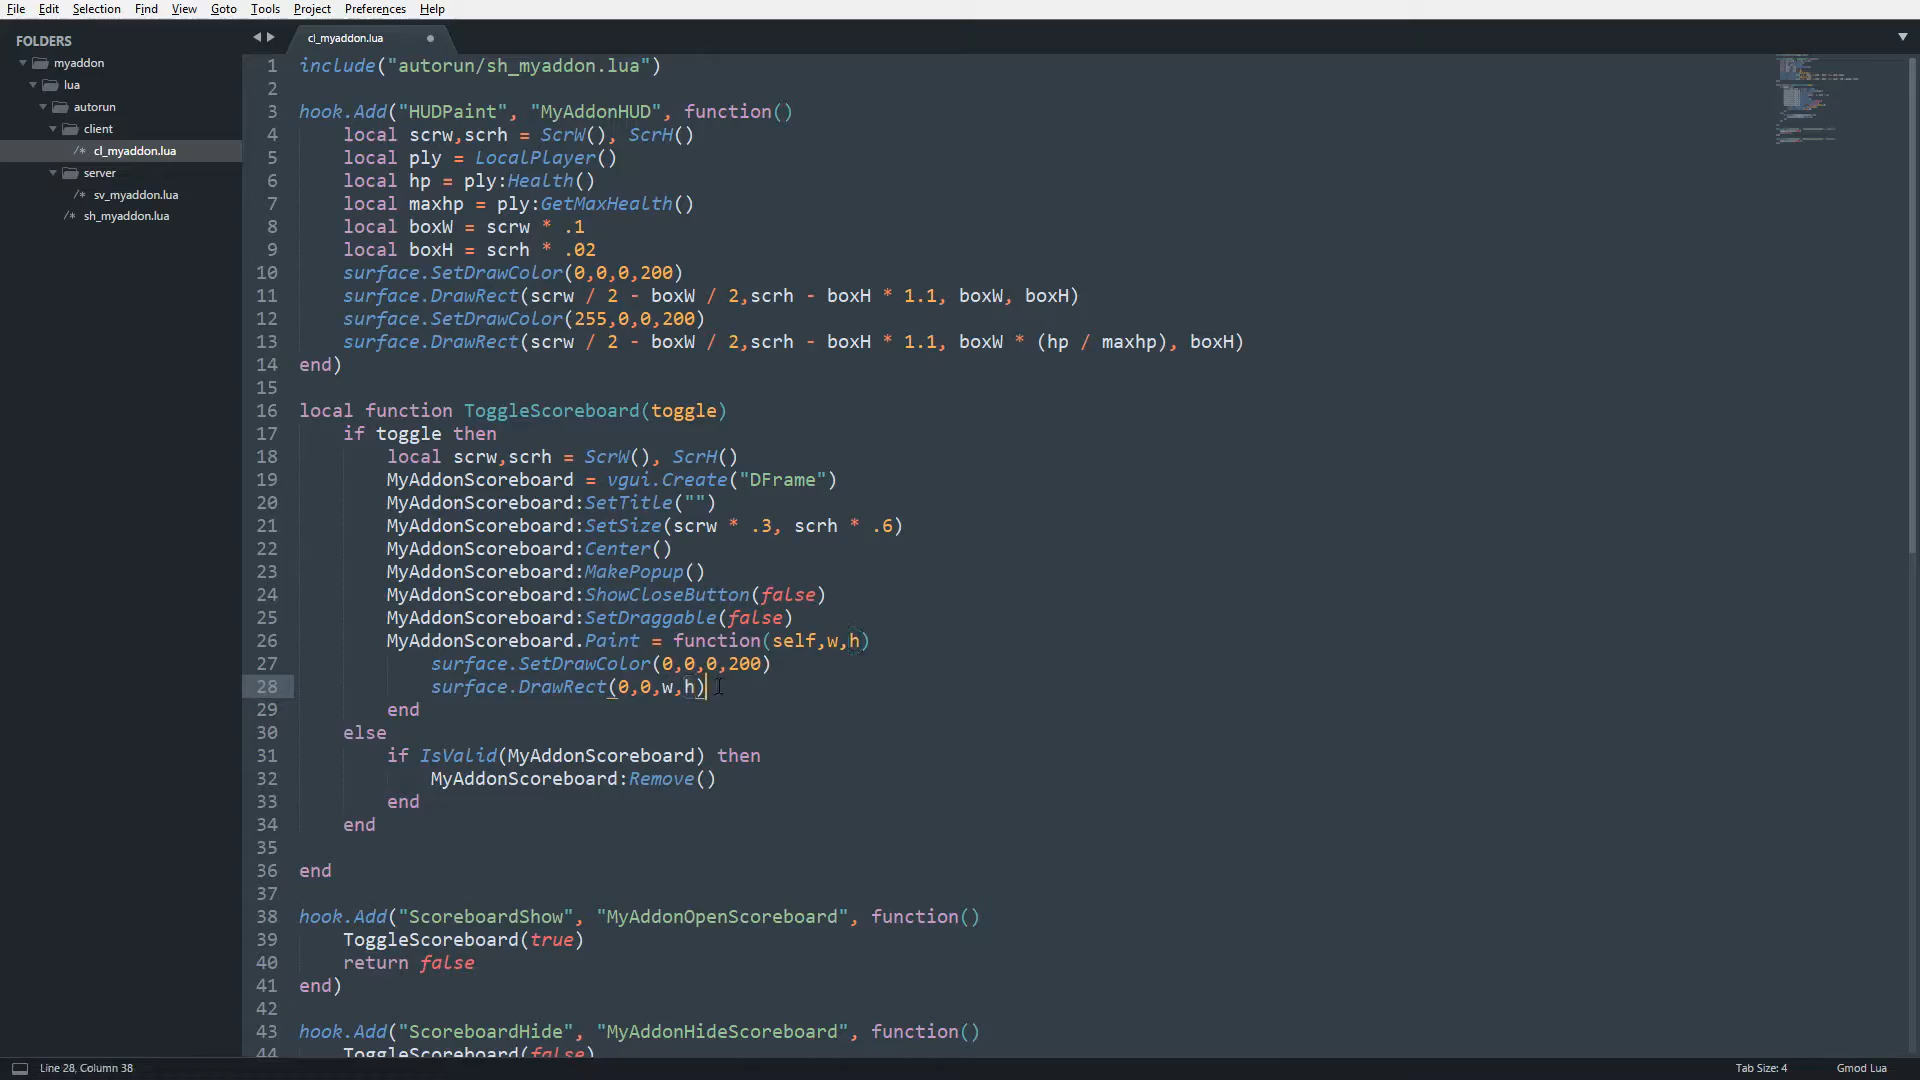 File Edit Selection Find View Goto Tools Project Preferences Help
FOLDERS
myaddon
lua
autorun
client
/* cl_myaddon.lua
server
/* sv_myaddon.lua
/* sh_myaddon.lua
cl_myaddon.lua
1 include("autorun/sh_myaddon.lua")
2
3 hook.Add("HUDPaint", "MyAddonHUD", function()
4 local scrw,scrh = ScrW(), ScrH()
5 local ply = LocalPlayer()
6 local hp = ply:Health()
7 local maxhp = ply:GetMaxHealth()
8 local boxW = scrw * .1
9 local boxH = scrh * .02
10 surface.SetDrawColor(0,0,0,200)
11 surface.DrawRect(scrw / 2 - boxW / 2,scrh - boxH * 1.1, boxW, boxH)
12 surface.SetDrawColor(255,0,0,200)
13 surface.DrawRect(scrw / 2 - boxW / 2,scrh - boxH * 1.1, boxW * (hp / maxhp), boxH)
14 end)
15
16 local function ToggleScoreboard(toggle)
17 if toggle then
18 local scrw,scrh = ScrW(), ScrH()
19 MyAddonScoreboard = vgui.Create("DFrame")
20 MyAddonScoreboard:SetTitle("")
21 MyAddonScoreboard:SetSize(scrw * .3, scrh * .6)
22 MyAddonScoreboard:Center()
23 MyAddonScoreboard:MakePopup()
24 MyAddonScoreboard:ShowCloseButton(false)
25 MyAddonScoreboard:SetDraggable(false)
26 MyAddonScoreboard.Paint = function(self,w,h)
27 surface.SetDrawColor(0,0,0,200)
28 surface.DrawRect(0,0,w,h)
29 end
30 else
31 if IsValid(MyAddonScoreboard) then
32 MyAddonScoreboard:Remove()
33 end
34 end
35
36 end
37
38 hook.Add("ScoreboardShow", "MyAddonOpenScoreboard", function()
39 ToggleScoreboard(true)
40 return false
41 end)
42
43 hook.Add("ScoreboardHide", "MyAddonHideScoreboard", function()
44 ToggleScoreboard(false)
Line 28, Column 38
Tab Size: 4
Gmod Lua